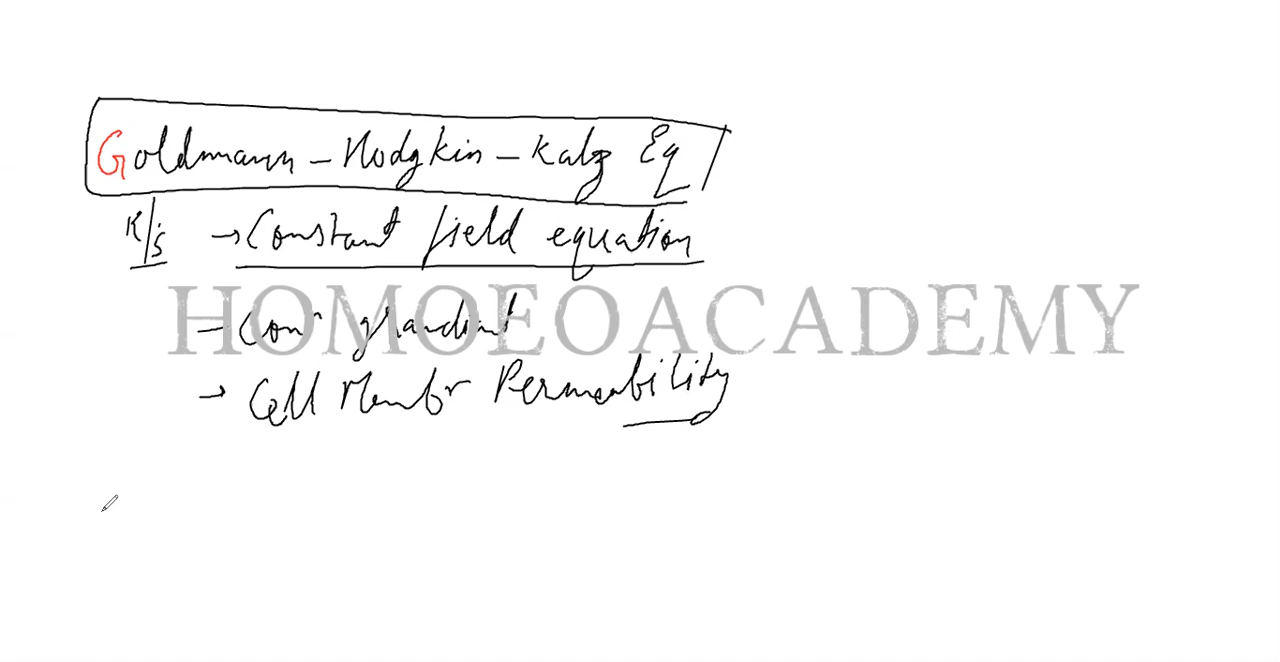 Goldmann - Hodgkin - Katz Eq
K/s → Constant field equation
HOMOEOACADEMY
- Conc gradient
→ Cell Membr Permeability